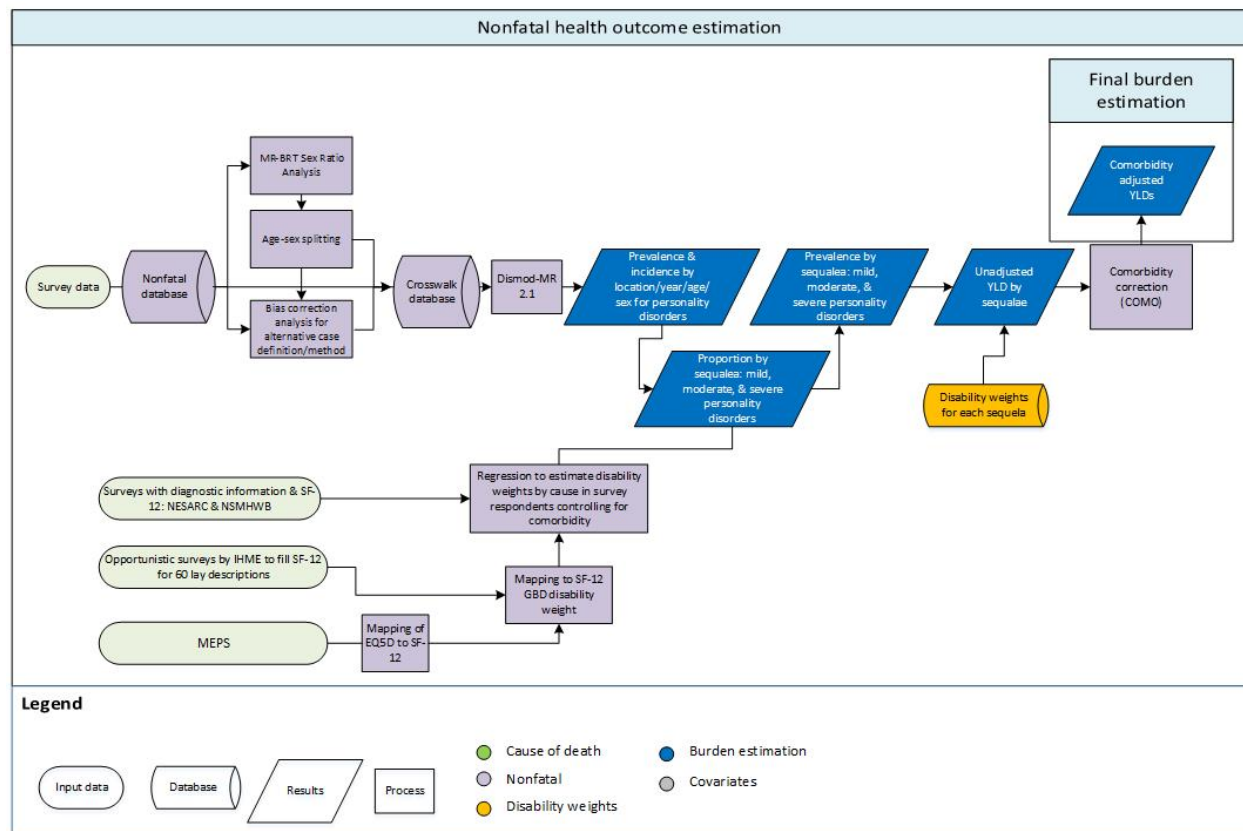 Nonfatal health outcome estimation
Final burden
estimation
MR-BRT Sex Ratio
Analysis
Comorbidity
adjusted
YLDs
Age-sex splitting
Survey data
Nonfatal
database
Bias correction
analysis for
alternative case
definition/method
Crosswalk
database
Dismod-MR
2.1
Prevalence &
incidence by
location/year/age/
sex for personality
disorders
Prevalence by
sequalea: mild,
moderate, &
severe personality
disorders
Unadjusted
YLD by
sequalae
Comorbidity
correction
(COMO)
Proportion by
sequalea: mild,
moderate, & severe
personality
disorders
Disability weights
for each sequela
Surveys with diagnostic information & SF-
12: NESARC & NSMHWB
Regression to estimate disability
weights by cause in survey
respondents controlling for
comorbidity
Opportunistic surveys by IHME to fill SF-12
for 60 lay descriptions
Mapping to SF-12
GBD disability
weight
MEPS
Mapping of
EQ5D to SF-
12
Legend
Input data
Database
Results
Process
Cause of death
Nonfatal
Disability weights
Burden estimation
Covariates